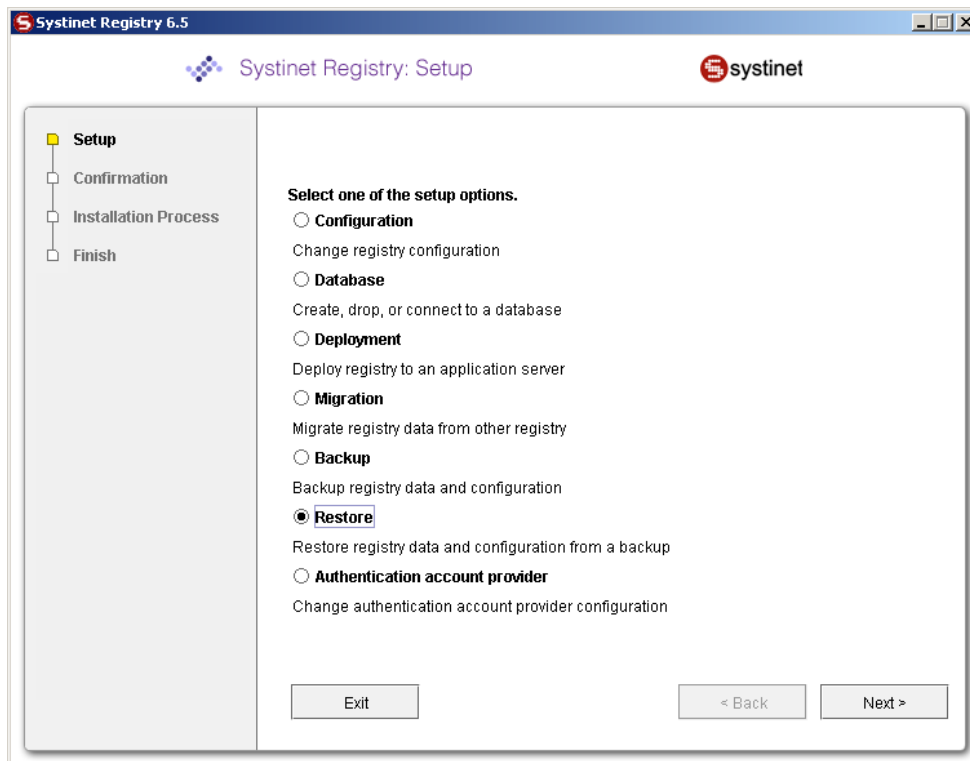 Systinet Registry 6.5
Systinet Registry: Setup
systinet
Setup
Confirmation
Installation Process
Finish
Select one of the setup options.
Configuration
Change registry configuration
Database
Create, drop, or connect to a database
Deployment
Deploy registry to an application server
Migration
Migrate registry data from other registry
Backup
Backup registry data and configuration
Restore
Restore registry data and configuration from a backup
Authentication account provider
Change authentication account provider configuration
Exit
< Back
Next >